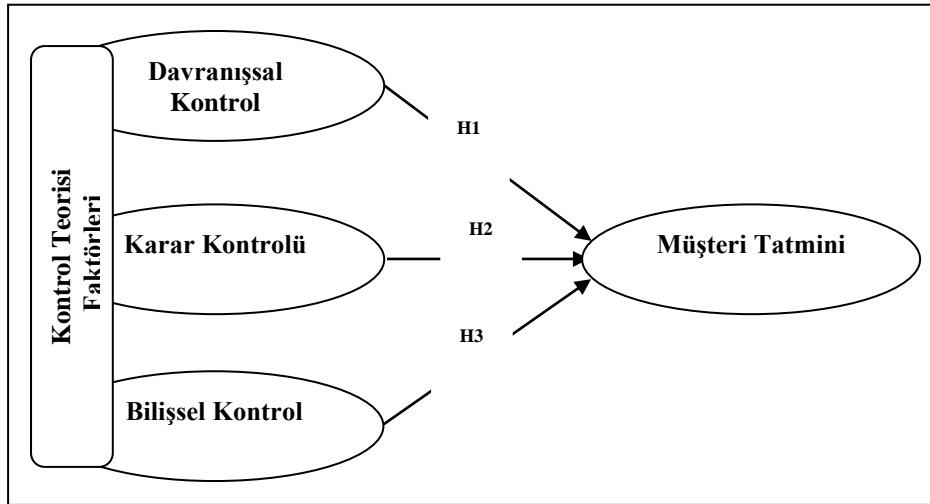 Kontrol Teorisi
Faktörleri
Davranışsal
Kontrol
H1
Karar Kontrolü
H2
Müşteri Tatmini
H3
Bilişsel Kontrol